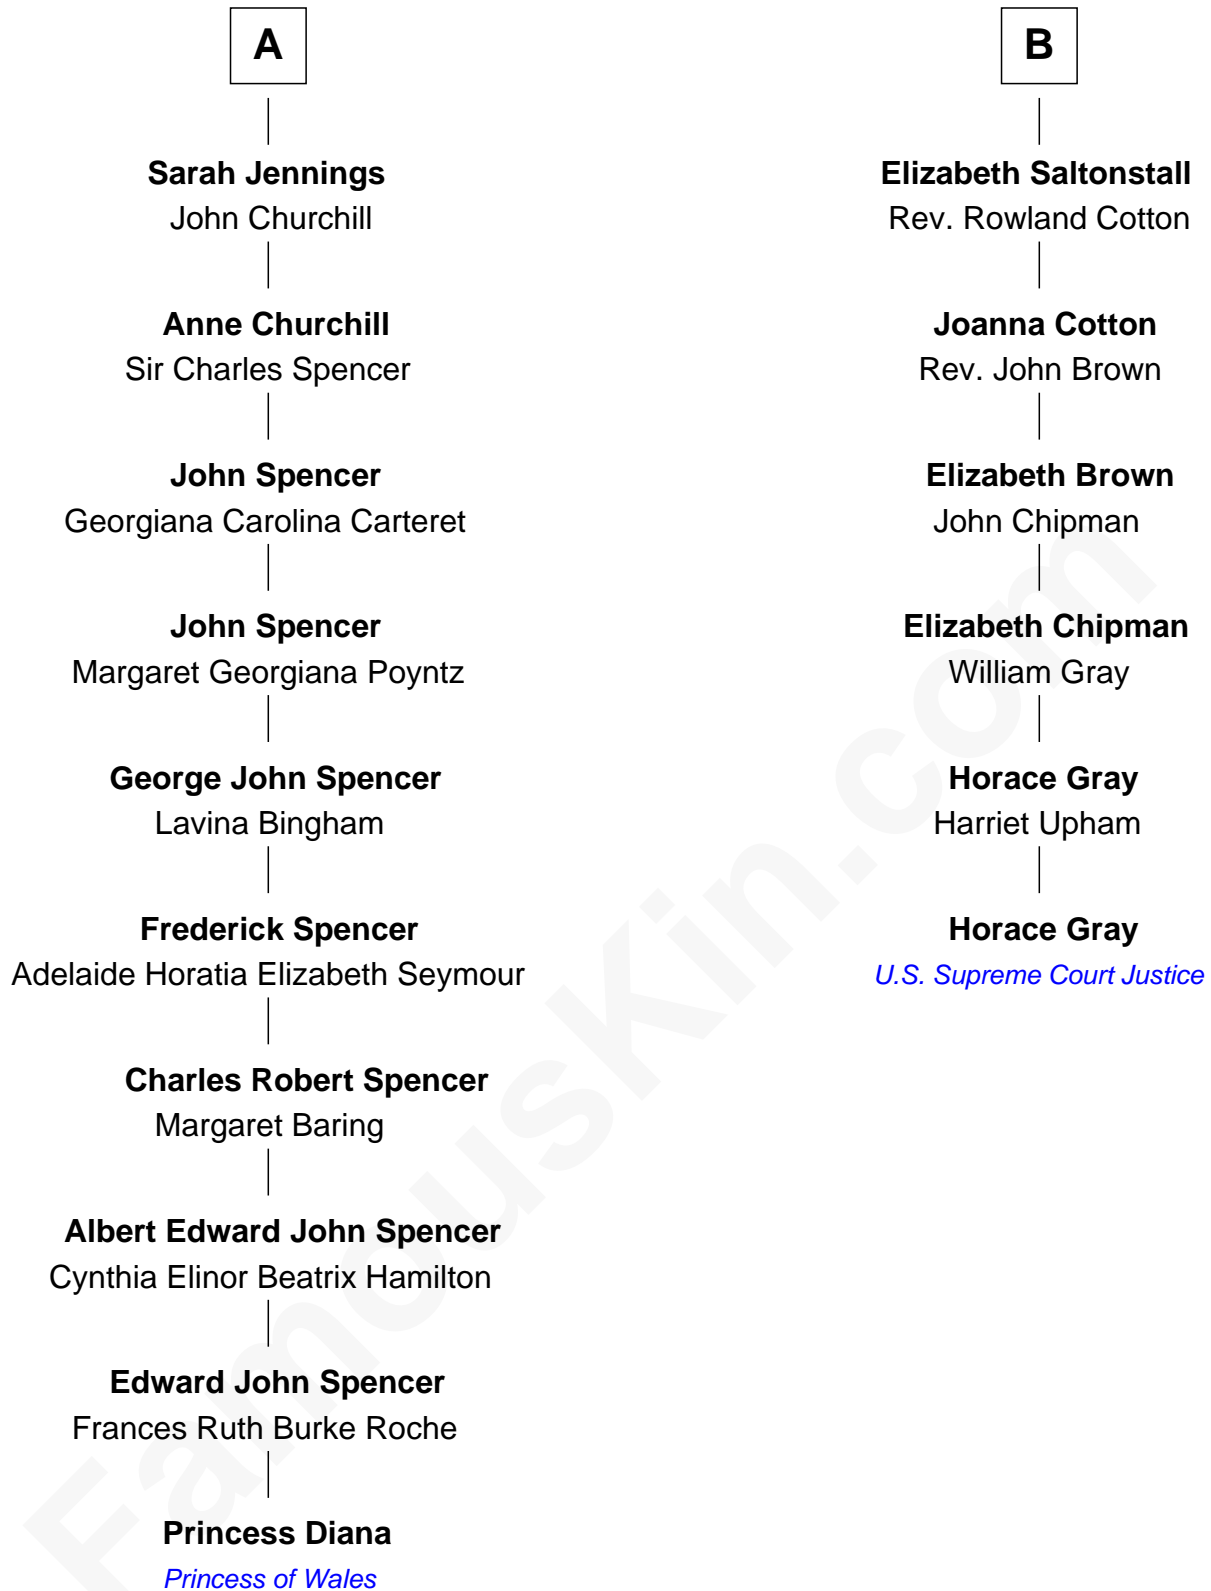 A
Sarah Jennings
John Churchill
Anne Churchill
Sir Charles Spencer
John Spencer
Georgiana Carolina Carteret
John Spencer
Margaret Georgiana Poyntz
George John Spencer
Lavina Bingham
Frederick Spencer
Adelaide Horatia Elizabeth Seymour
Charles Robert Spencer
Margaret Baring
Albert Edward John Spencer
Cynthia Elinor Beatrix Hamilton
Edward John Spencer
Frances Ruth Burke Roche
Princess Diana
Princess of Wales
B
Elizabeth Saltonstall
Rev. Rowland Cotton
Joanna Cotton
Rev. John Brown
Elizabeth Brown
John Chipman
Elizabeth Chipman
William Gray
Horace Gray
Harriet Upham
Horace Gray
U.S. Supreme Court Justice
FamousKin.com